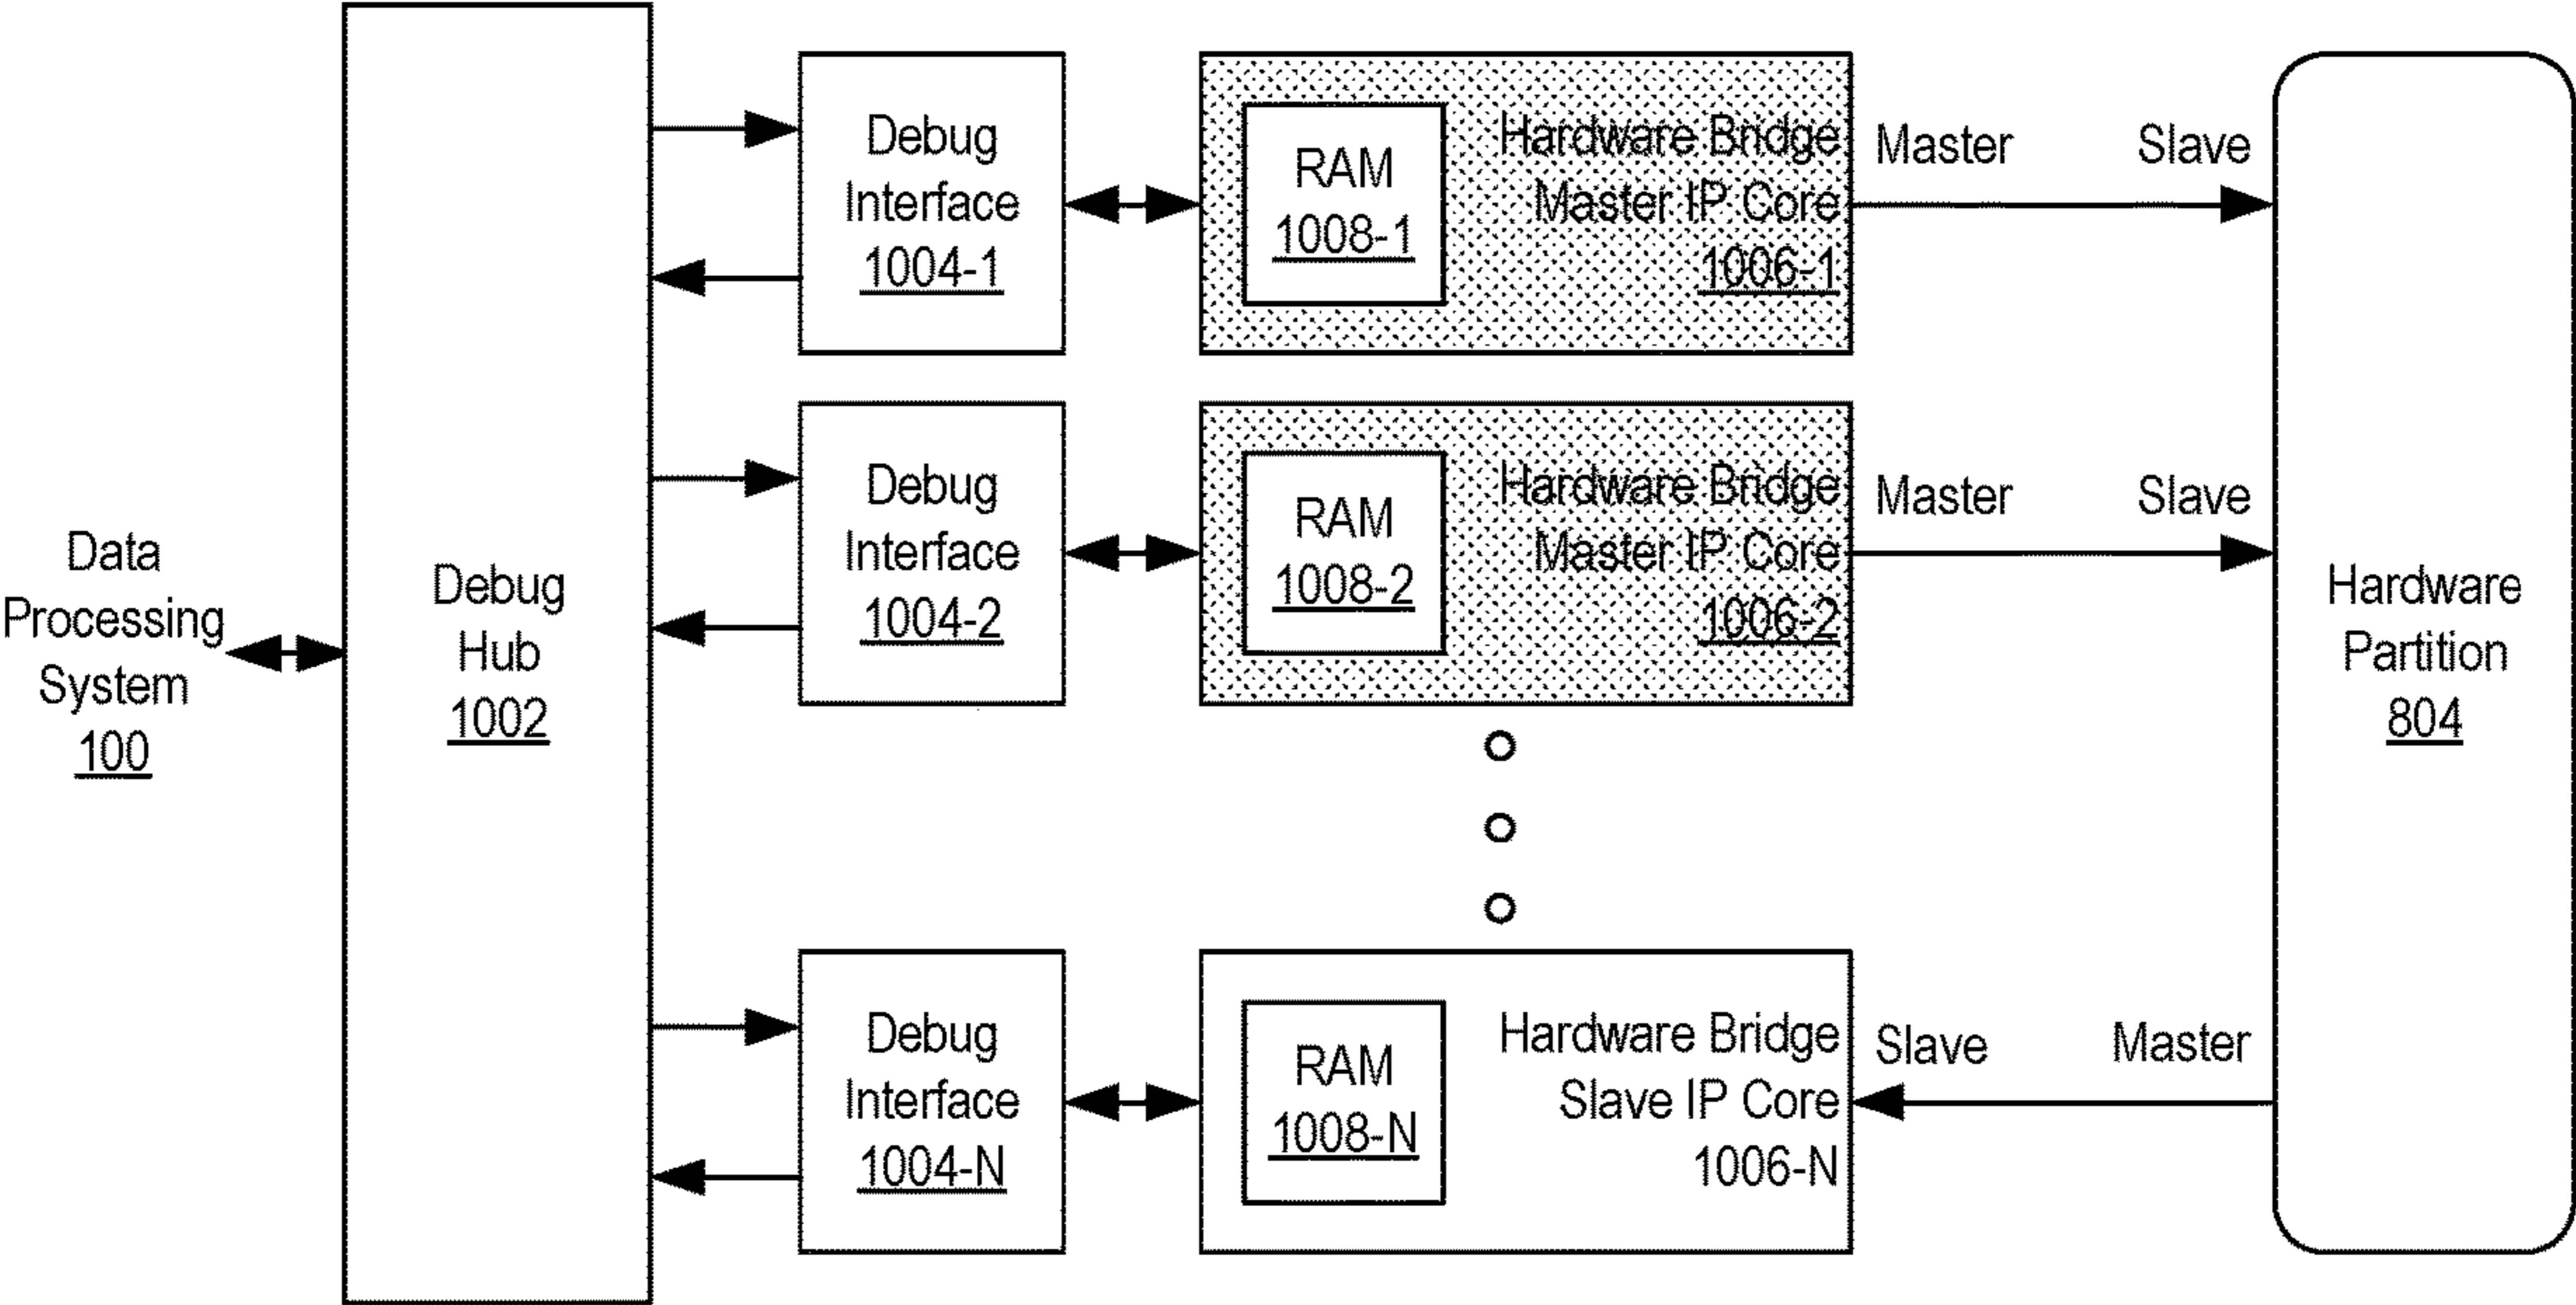 Data
Processing
System
100
Debug
Hub
1002
Debug
Interface
1004-1
RAM
1008-1
Hardware Bridge
Master IP Core
1006-1
Master
Slave
Debug
Interface
1004-2
RAM
1008-2
Hardware Bridge
Master IP Core
1006-2
Master
Slave
Debug
Interface
1004-N
RAM
1008-N
Hardware Bridge
Slave IP Core
1006-N
Slave
Master
Hardware
Partition
804